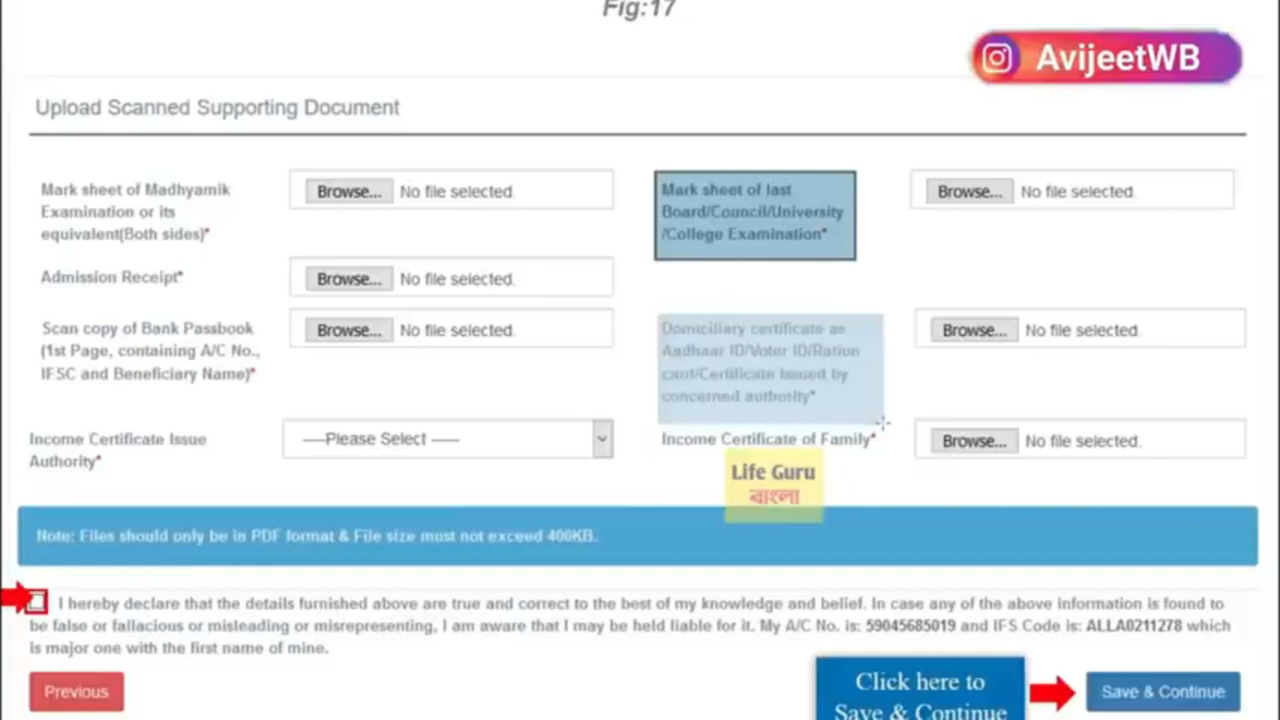 Fig:17
AvijeetWB
Upload Scanned Supporting Document
Mark sheet of Madhyamik
Examination or its
equivalent(Both sides)*
Browse... No file selected.
Mark sheet of last
Board/Council/University
/College Examination*
Browse... No file selected.
Admission Receipt*
Browse... No file selected.
Scan copy of Bank Passbook
(1st Page, containing A/C No.,
IFSC and Beneficiary Name)*
Browse... No file selected.
Domiciliary certificate as
Aadhaar ID/Voter ID/Ration
card/Certificate issued by
concerned authority*
Browse... No file selected.
Income Certificate Issue
Authority*
----Please Select -----
Income Certificate of Family*
Browse... No file selected.
Life Guru
বাংলা
Note: Files should only be in PDF format & File size must not exceed 400KB.
I hereby declare that the details furnished above are true and correct to the best of my knowledge and belief. In case any of the above information is found to
be false or fallacious or misleading or misrepresenting, I am aware that I may be held liable for it. My A/C No. is: 59045685019 and IFS Code is: ALLA0211278 which
is major one with the first name of mine.
Previous
Click here to
Save & Continue
Save & Continue